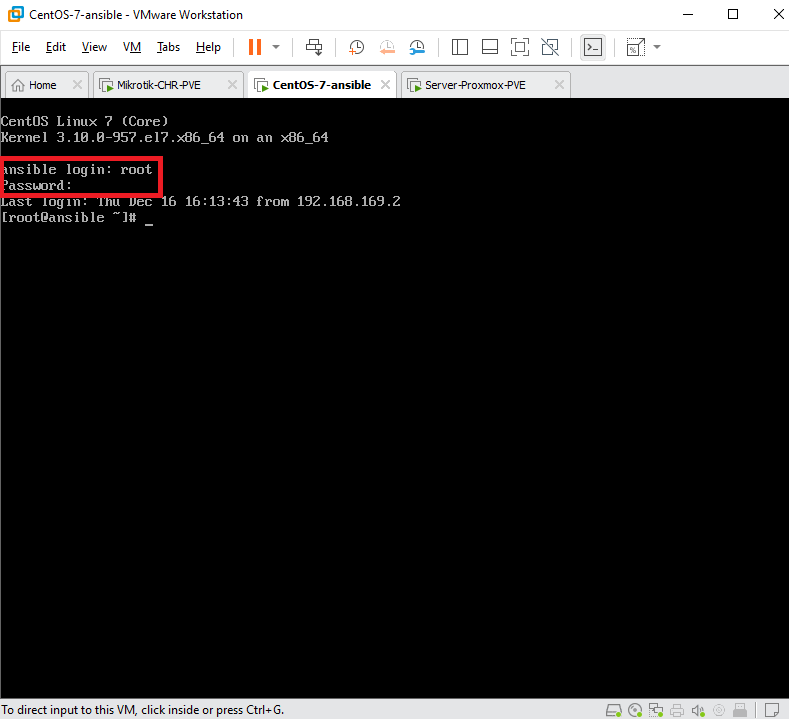 CentOS-7-ansible - VMware Workstation
File Edit View VM Tabs Help
Home Mikrotik-CHR-PVE CentOS-7-ansible Server-Proxmox-PVE
CentOS Linux 7 (Core)
Kernel 3.10.0-957.el7.x86_64 on an x86_64
ansible login: root
Password:
Last login: Thu Dec 16 16:13:43 from 192.168.169.2
[root@ansible ~]# _
To direct input to this VM, click inside or press Ctrl+G.